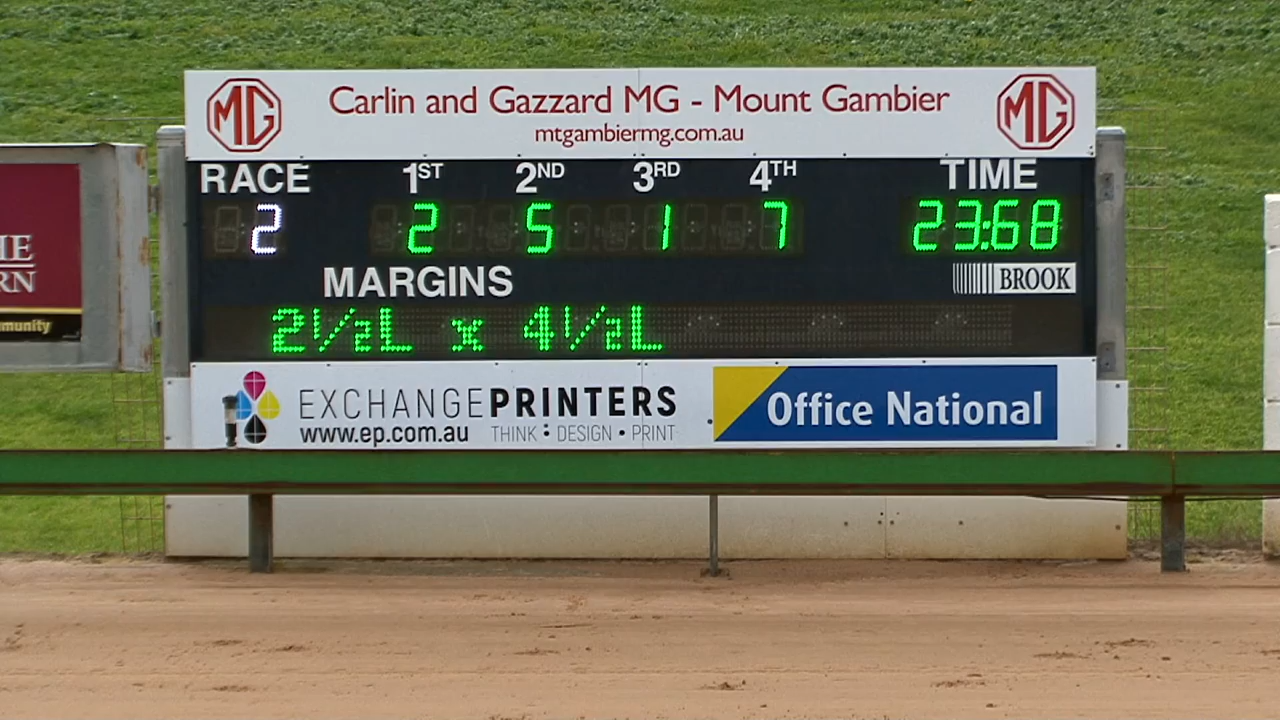 MG Carlin and Gazzard MG - Mount Gambier MG
mtgambiermg.com.au
RACE 1ST 2ND 3RD 4TH TIME
2 2 5 1 7 23:68
MARGINS BROOK
2½L x 4½L
EXCHANGEPRINTERS
www.ep.com.au THINK : DESIGN • PRINT
Office National